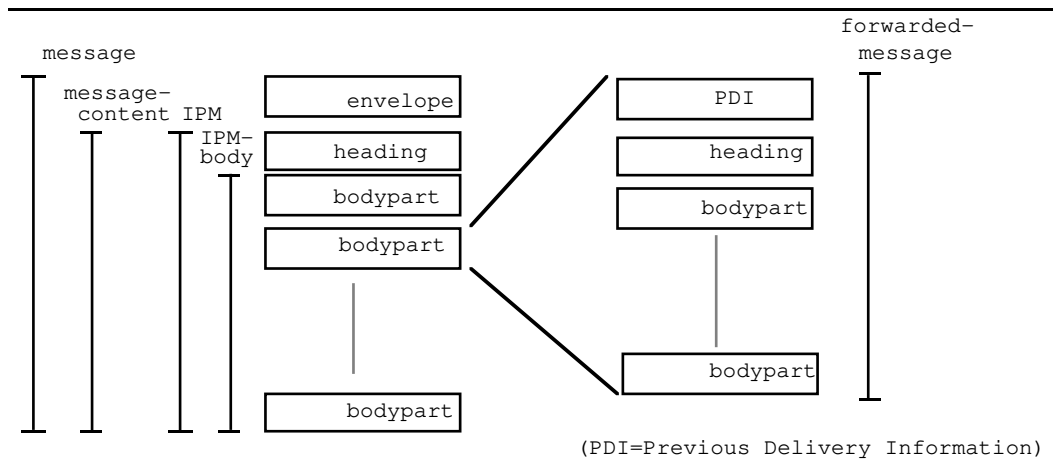 message
message-
content IPM
IPM-
body
envelope
heading
bodypart
bodypart
bodypart
forwarded-
message
PDI
heading
bodypart
bodypart
(PDI=Previous Delivery Information)